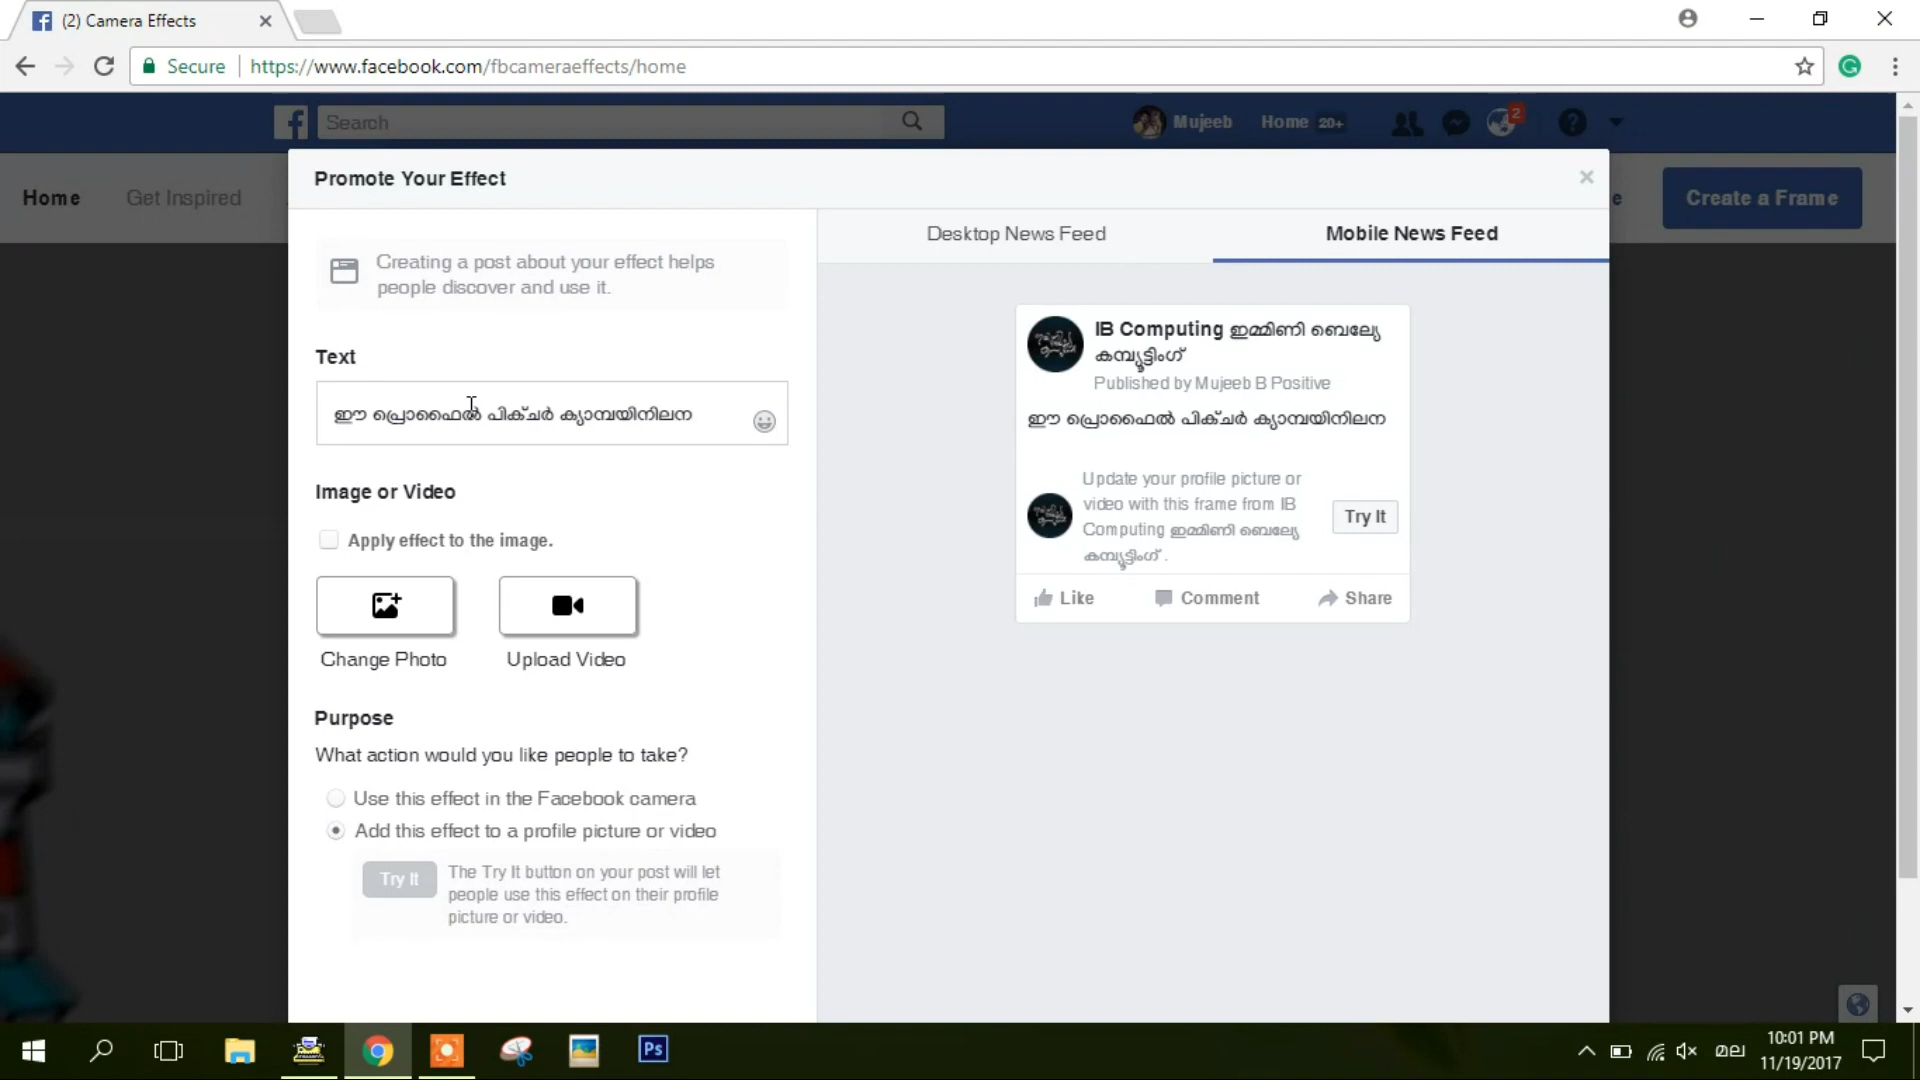 (2) Camera Effects
Secure
https://www.facebook.com/fbcameraeffects/home
Search
Mujeeb
Home 20+
2
Home
Get Inspired
Create a Frame
Promote Your Effect
Creating a post about your effect helps
people discover and use it.
Text
ഈ പ്രൊഫൈൽ പിക്ചർ ക്യാമ്പയിനിലന
Image or Video
Apply effect to the image.
Change Photo
Upload Video
Purpose
What action would you like people to take?
Use this effect in the Facebook camera
Add this effect to a profile picture or video
Try It
The Try It button on your post will let
people use this effect on their profile
picture or video.
Desktop News Feed
Mobile News Feed
IB Computing ഇമ്മിണി ബെല്യേ
കമ്പ്യൂട്ടിംഗ്
Published by Mujeeb B Positive
ഈ പ്രൊഫൈൽ പിക്ചർ ക്യാമ്പയിനിലന
Update your profile picture or
video with this frame from IB
Computing ഇമ്മിണി ബെല്യേ
കമ്പ്യൂട്ടിംഗ് .
Try It
Like
Comment
Share
Ps
മല
10:01 PM
11/19/2017